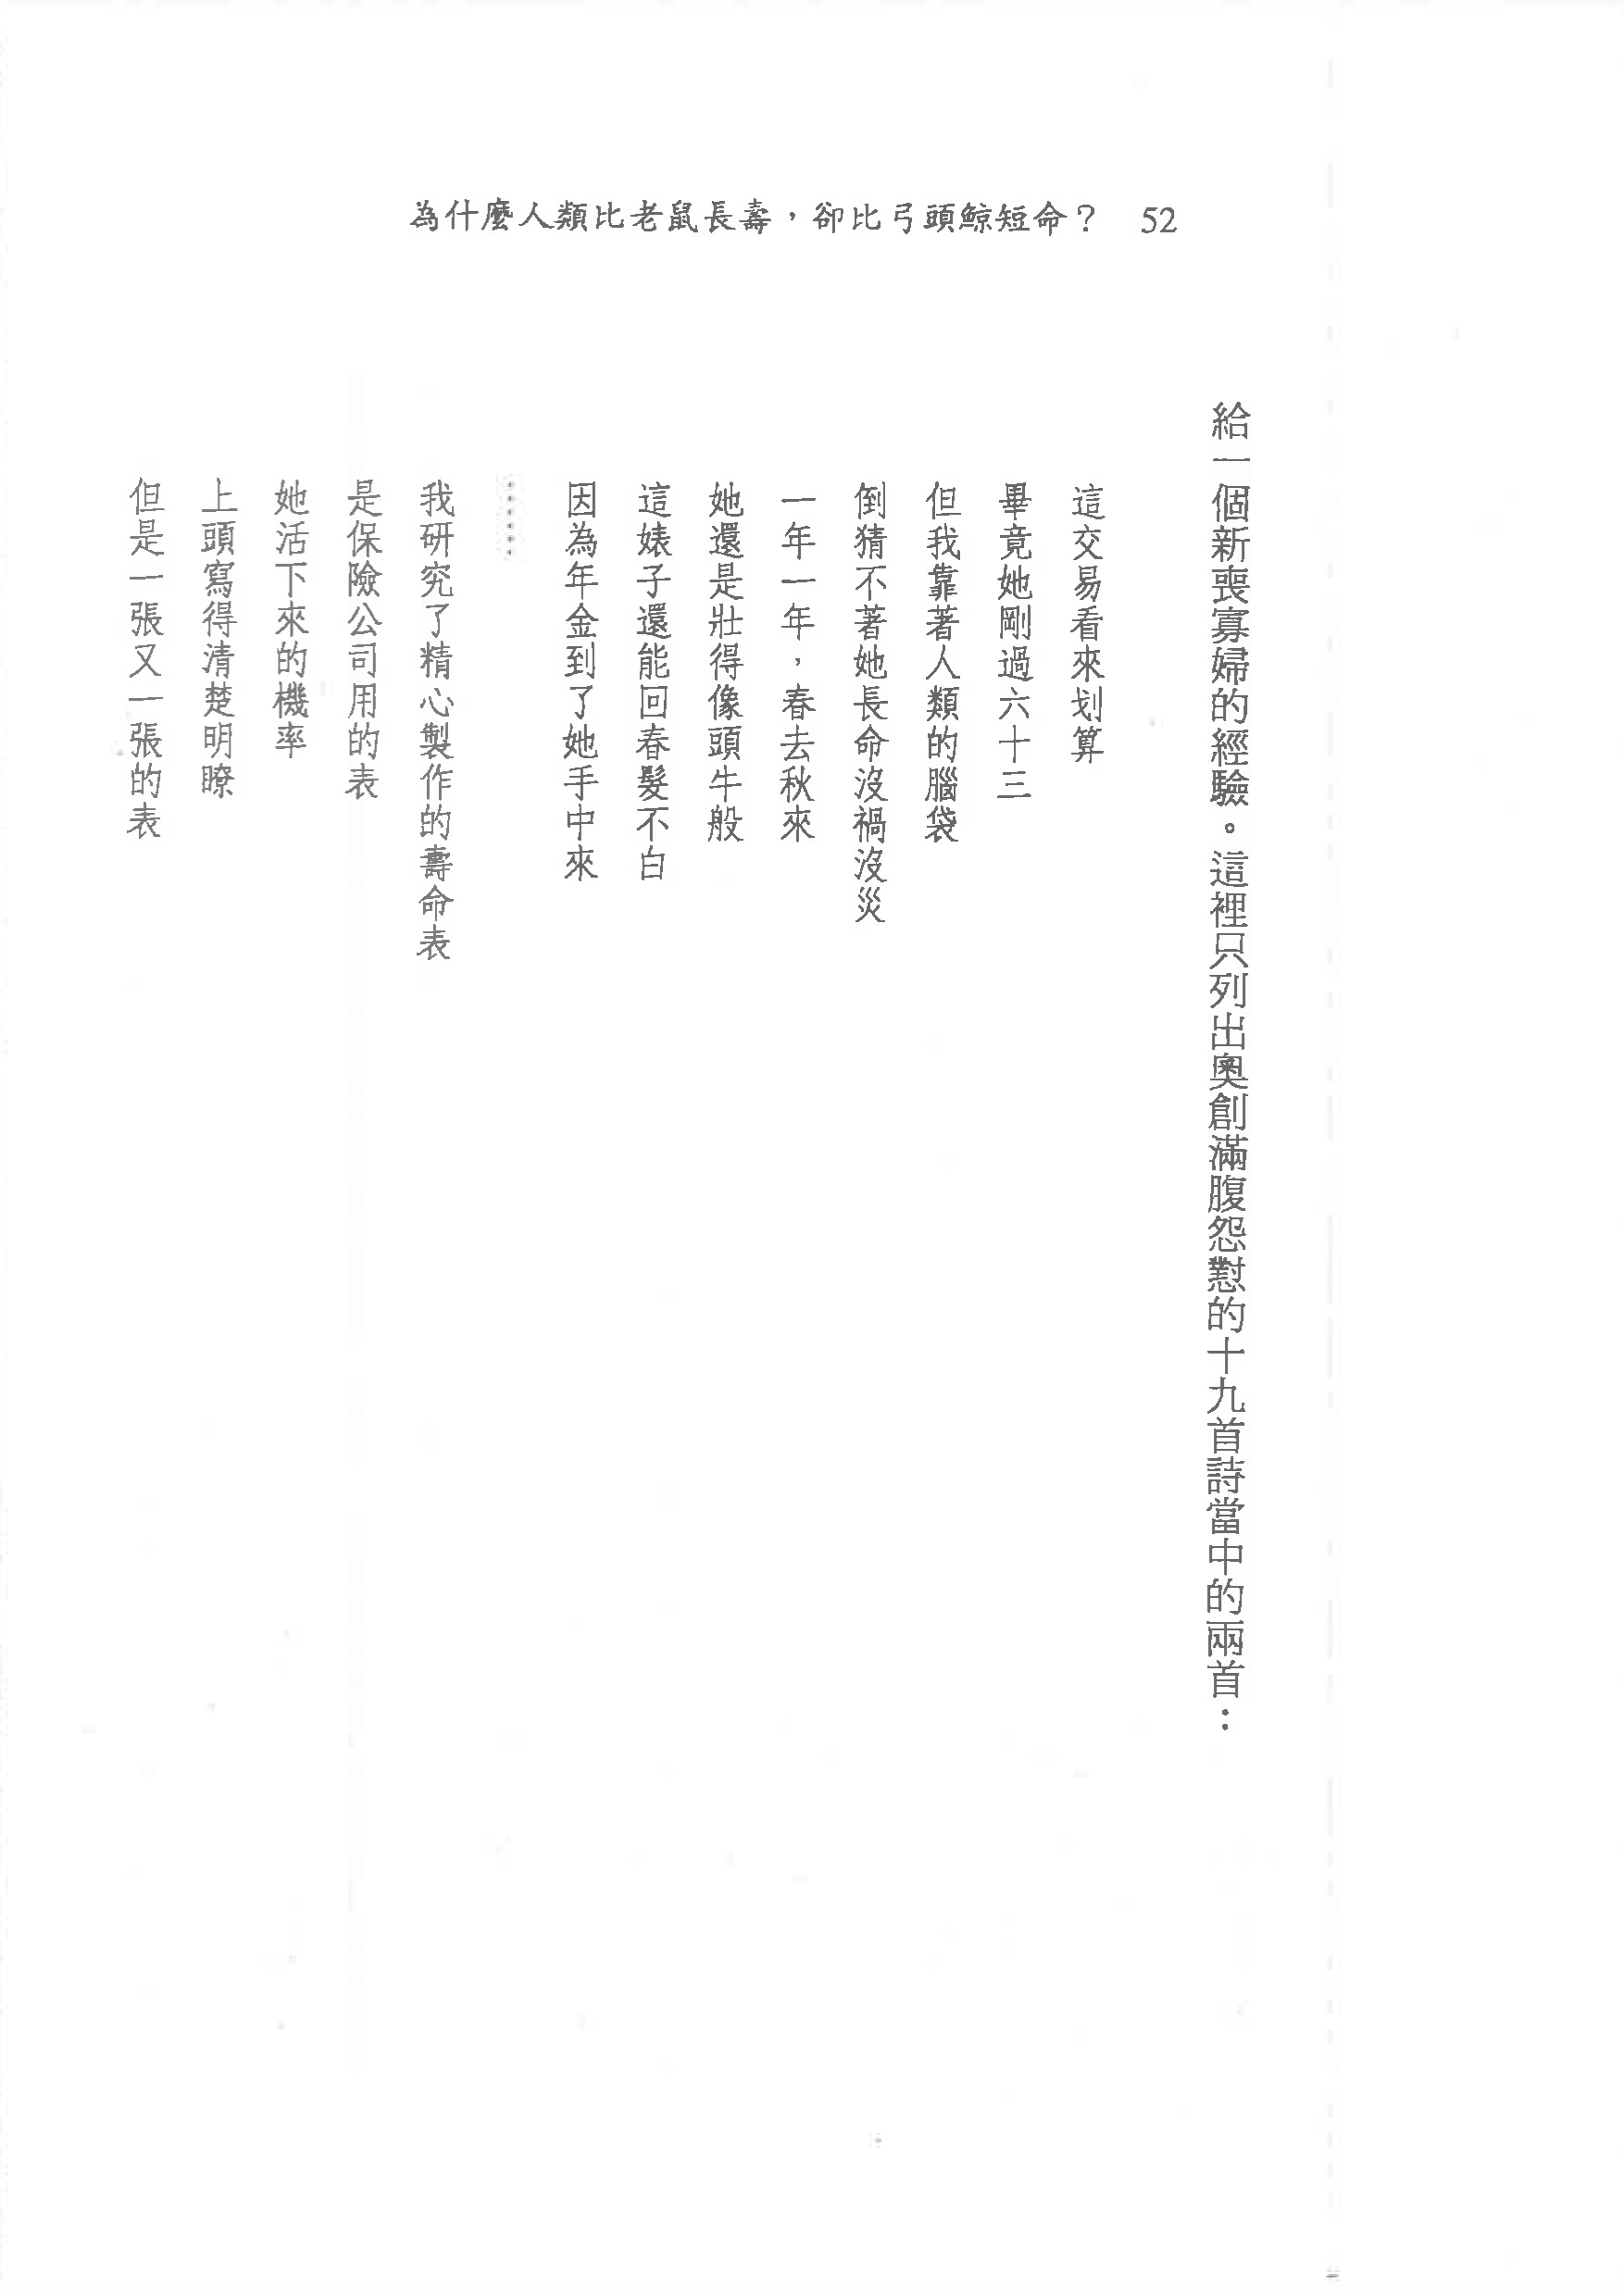 為什麼人類比老鼠長壽，卻比弓頭鯨短命？ 52
給一個新喪寡婦的經驗。這裡只列出奧創滿腹怨懟的十九首詩當中的兩首：
這交易看來划算
畢竟她剛過六十三
但我靠著人類的腦袋
倒猜不著她長命沒禍沒災
一年一年，春去秋來
她還是壯得像頭牛般
這婊子還能回春髮不白
因為年金到了她手中來
……
我研究了精心製作的壽命表
是保險公司用的表
她活下來的機率
上頭寫得清楚明瞭
但是一張又一張的表